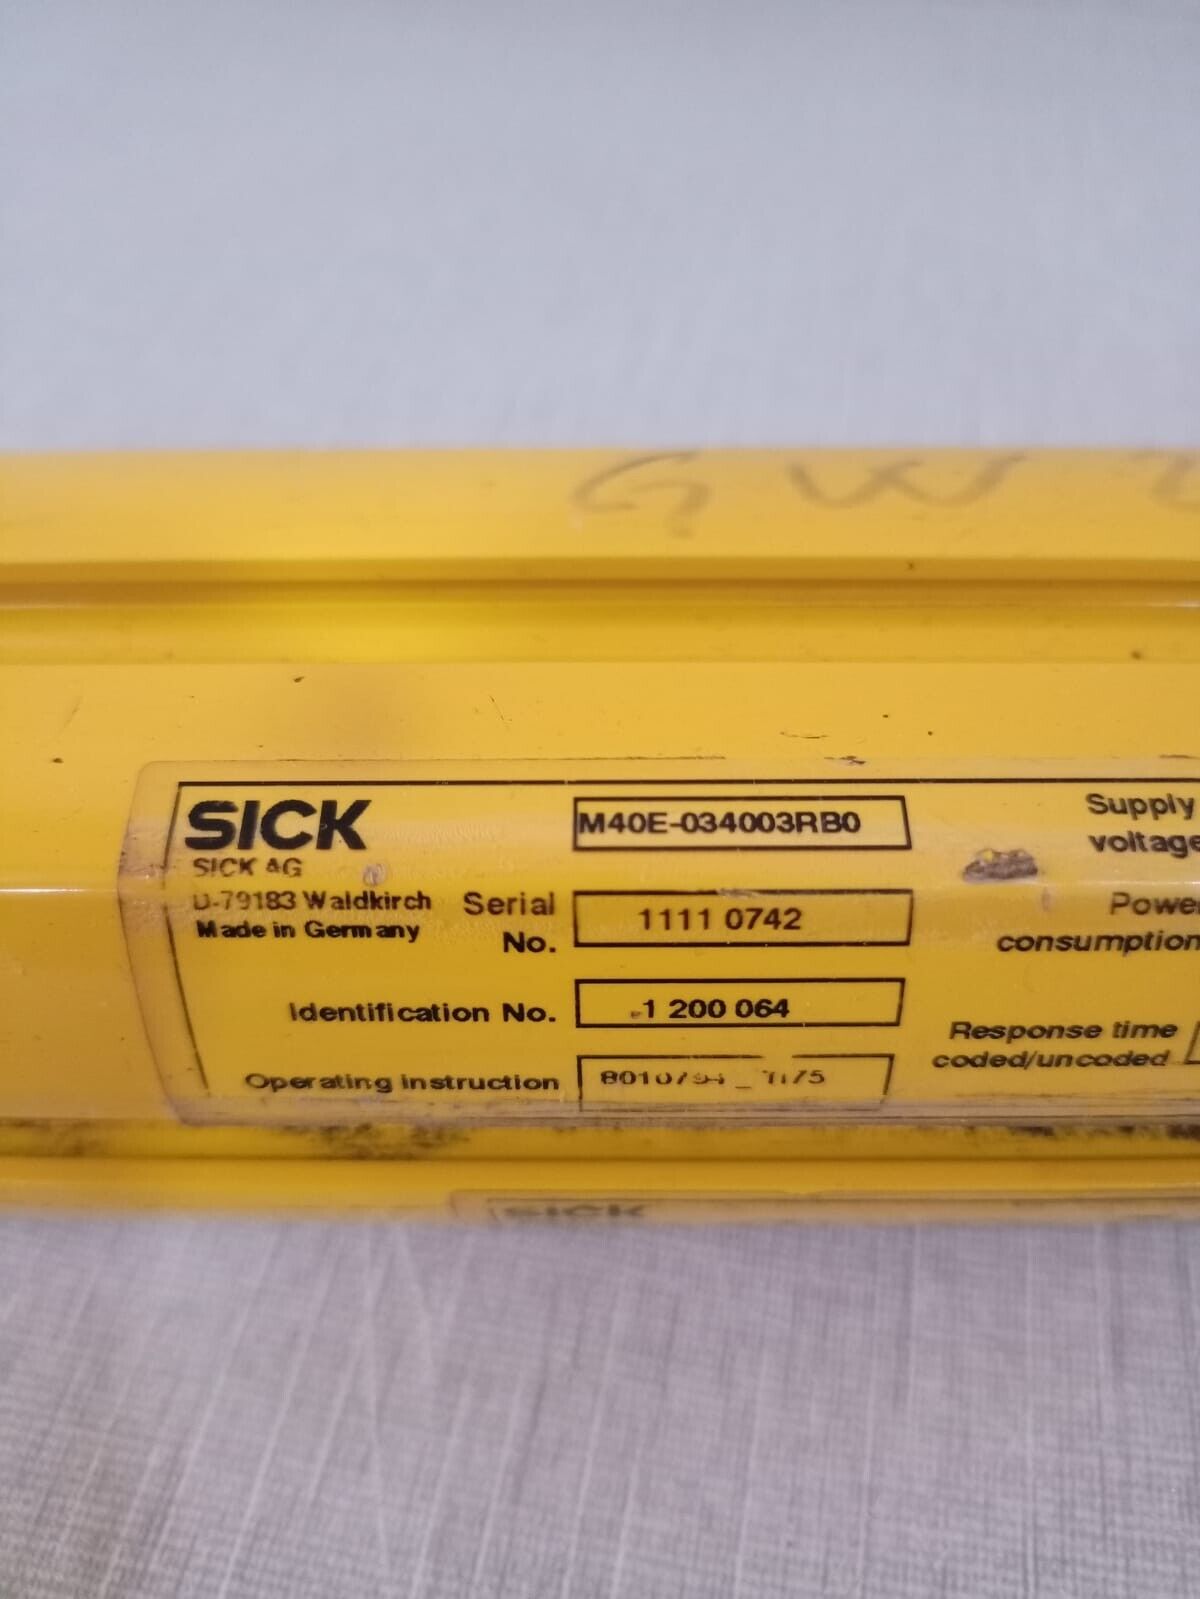 GW
SICK
SICK AG
D-79183 Waldkirch
Made in Germany
M40E-034003RB0
Serial No.
1111 0742
Identification No.
1 200 064
Operating instruction
Supply voltage
Power consumption
Response time
coded/uncoded
SICK